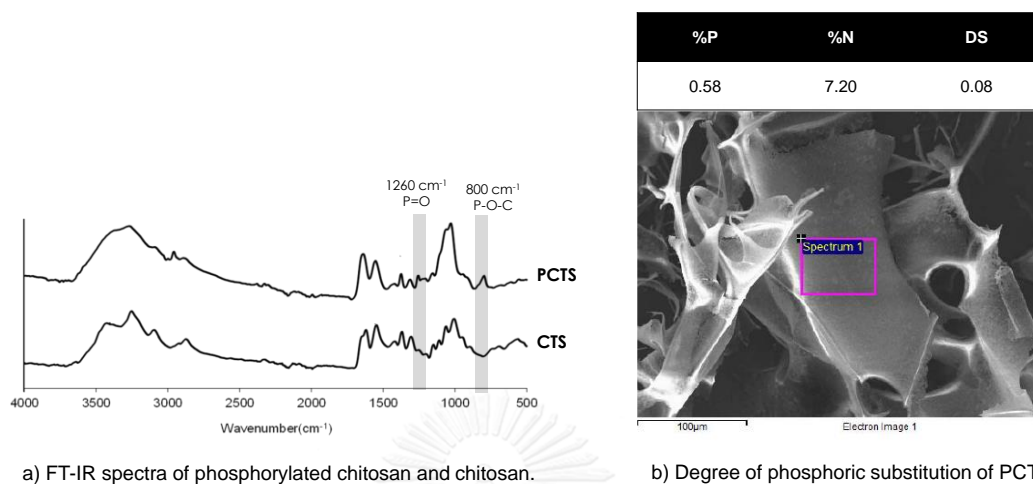 %P %N DS
0.58 7.20 0.08
1260 cm⁻¹
P=O
800 cm⁻¹
P-O-C
PCTS
CTS
4000 3500 3000 2500 2000 1500 1000 500
Wavenumber(cm⁻¹)
Spectrum 1
100µm
Electron Image 1
a) FT-IR spectra of phosphorylated chitosan and chitosan.
b) Degree of phosphoric substitution of PCT